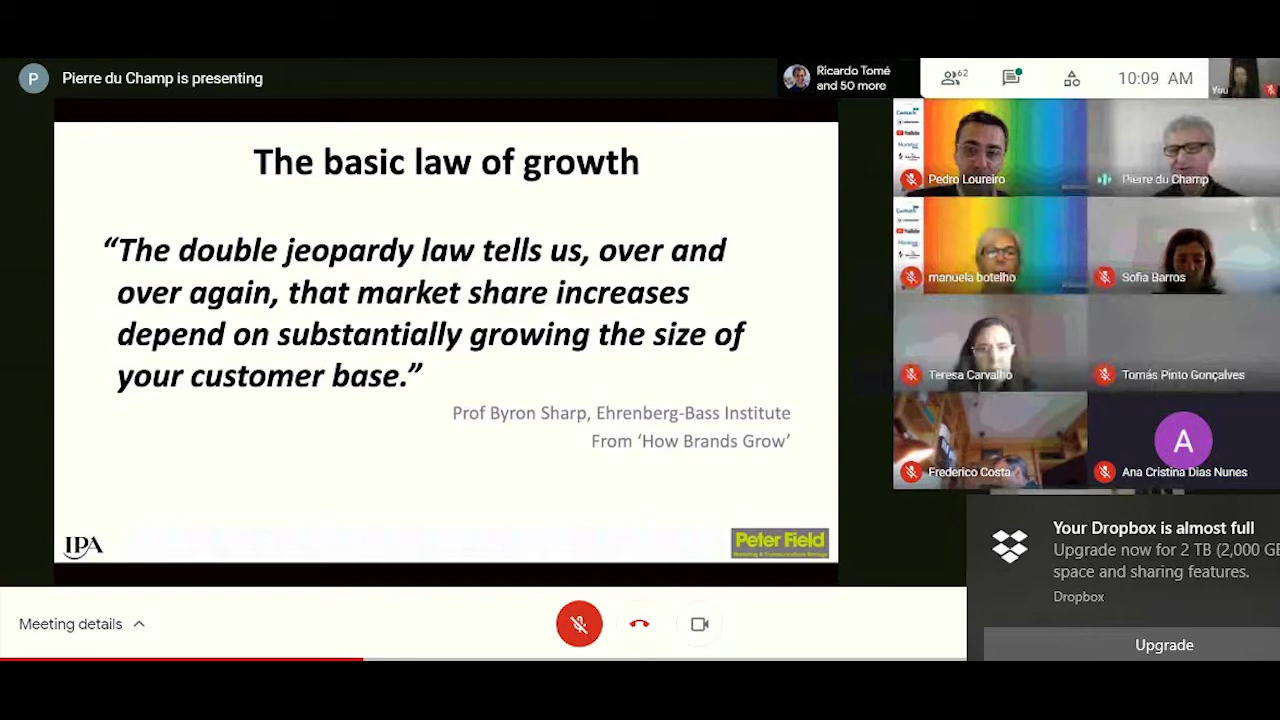 P
Pierre du Champ is presenting
Ricardo Tomé
and 50 more
62
10:09 AM
You
The basic law of growth
“The double jeopardy law tells us, over and
over again, that market share increases
depend on substantially growing the size of
your customer base.”
Prof Byron Sharp, Ehrenberg-Bass Institute
From ‘How Brands Grow’
IPA
Peter Field
Pedro Loureiro
Pierre du Champ
YouTube
manuela botelho
Sofia Barros
YouTube
Teresa Carvalho
Tomás Pinto Gonçalves
Frederico Costa
A
Ana Cristina Dias Nunes
Your Dropbox is almost full
Upgrade now for 2 TB (2,000 GB
space and sharing features.
Dropbox
Upgrade
Meeting details